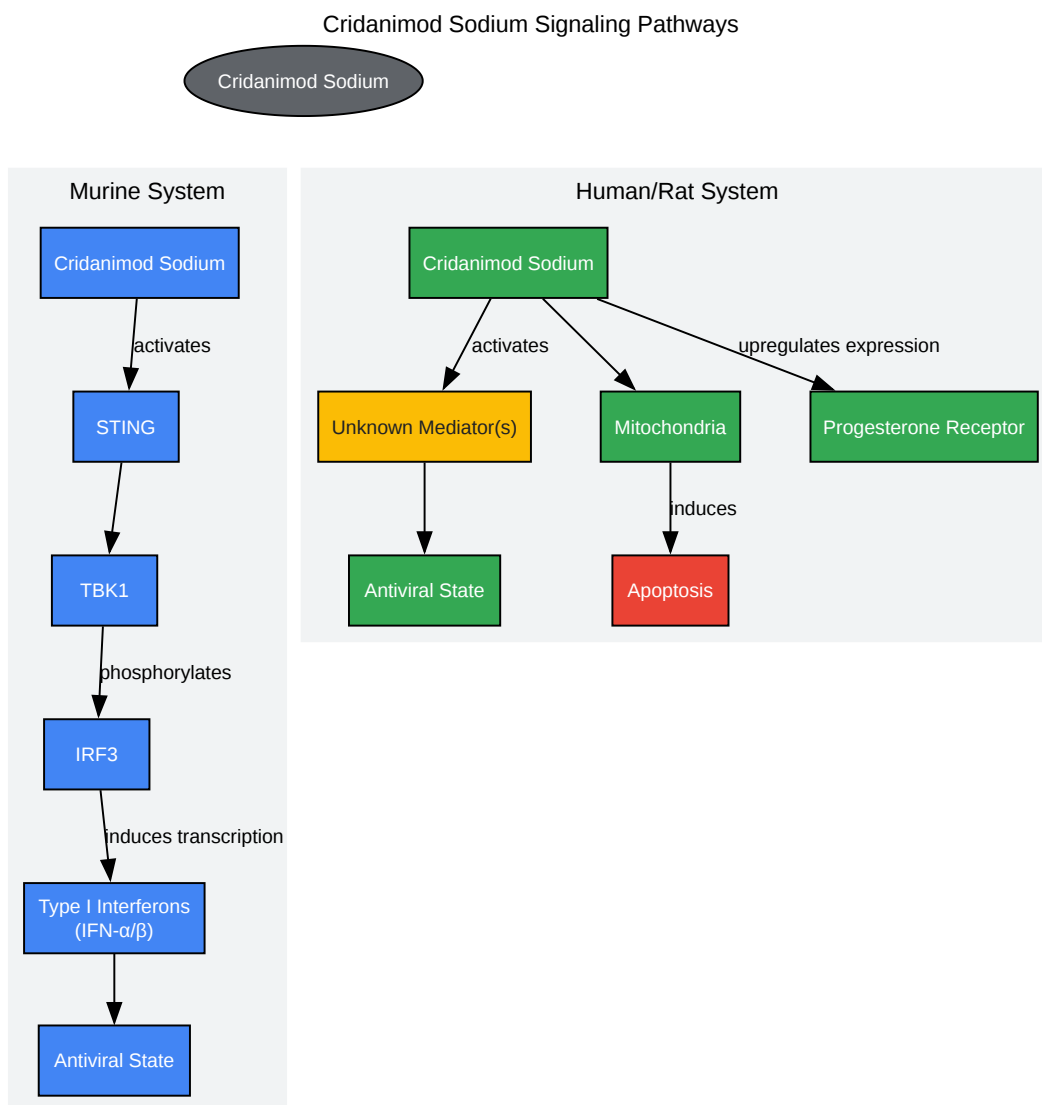 Cridanimod Sodium Signaling Pathways
Cridanimod Sodium
Murine System
Cridanimod Sodium
activates
STING
TBK1
phosphorylates
IRF3
induces transcription
Type I Interferons
(IFN-α/β)
Antiviral State
Human/Rat System
Cridanimod Sodium
activates
upregulates expression
Unknown Mediator(s)
Mitochondria
Progesterone Receptor
induces
Antiviral State
Apoptosis